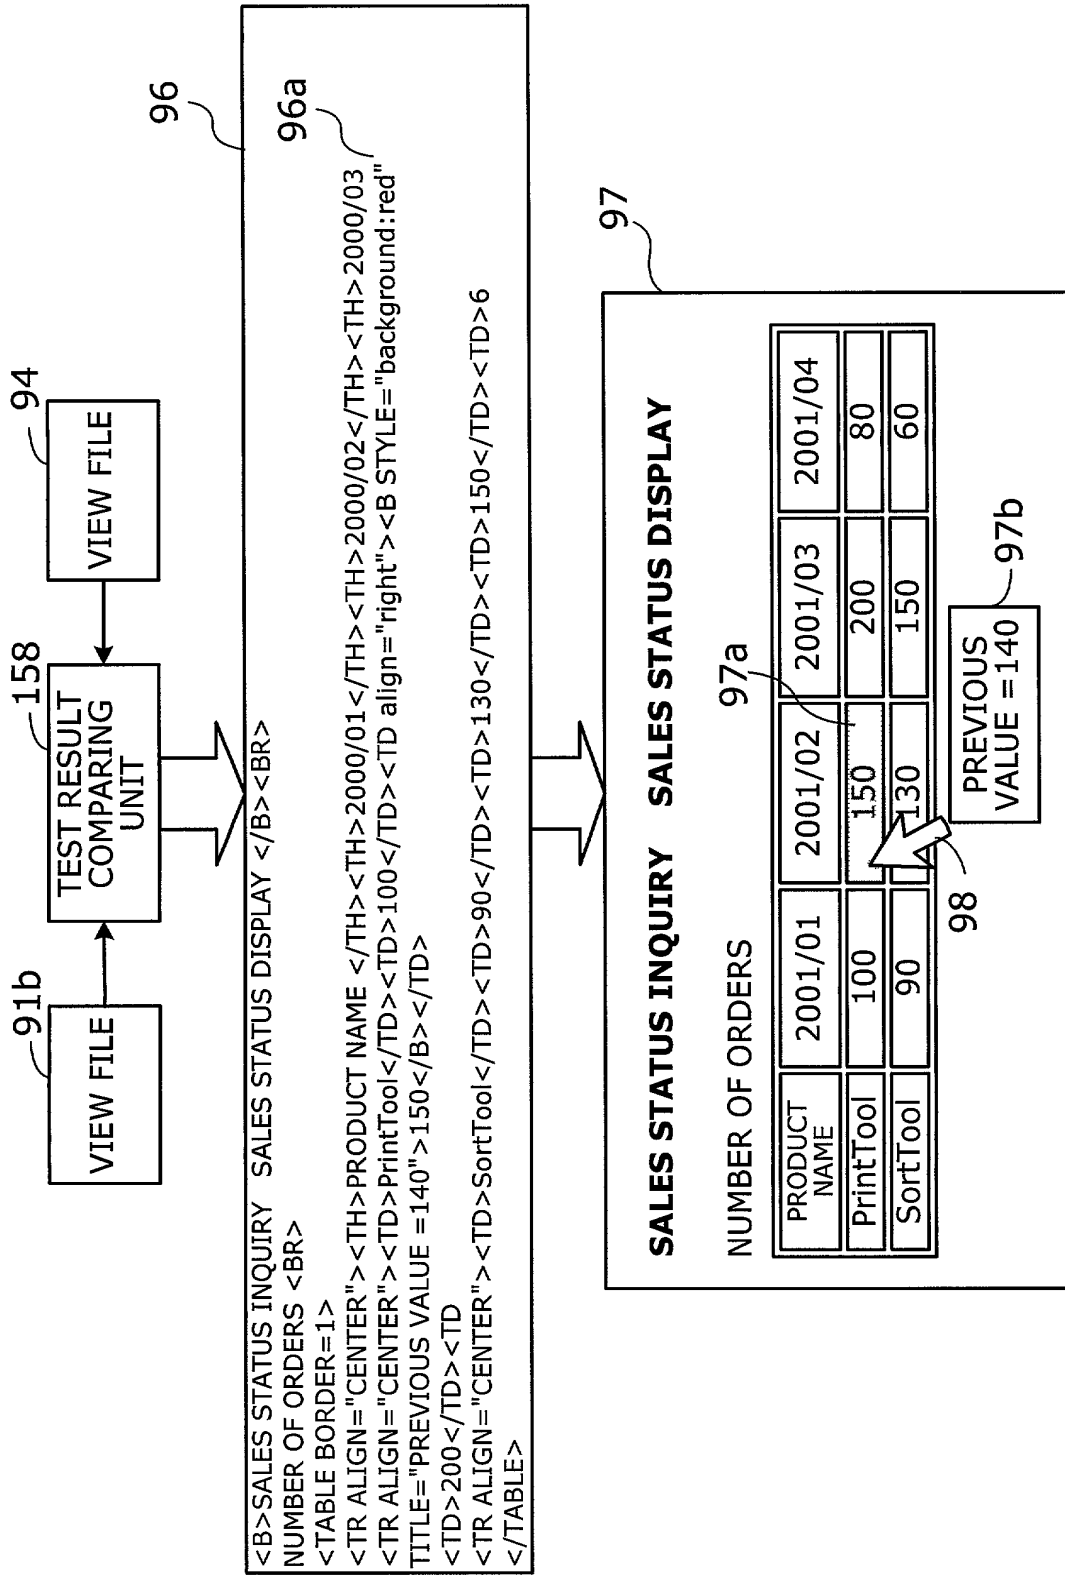 91b
VIEW FILE
158
TEST RESULT
COMPARING
UNIT
94
VIEW FILE
96
<B>SALES STATUS INQUIRY SALES STATUS DISPLAY </B><BR>
NUMBER OF ORDERS <BR>
<TABLE BORDER=1>
<TR ALIGN="CENTER"><TH>PRODUCT NAME </TH><TH>2000/01</TH><TH>2000/02</TH><TH>2000/03
96a
<TR ALIGN="CENTER"><TD>PrintTool</TD><TD>100</TD><TD align="right"><B STYLE="background:red"
TITLE="PREVIOUS VALUE =140">150</B></TD>
<TD>200</TD><TD
<TR ALIGN="CENTER"><TD>SortTool</TD><TD>90</TD><TD>130</TD><TD>150</TD><TD>6
</TABLE>
97
SALES STATUS INQUIRY SALES STATUS DISPLAY
NUMBER OF ORDERS
97a
PRODUCT NAME 2001/01 2001/02 2001/03 2001/04
PrintTool 100 150 200 80
SortTool 90 130 150 60
98
PREVIOUS
VALUE =140
97b